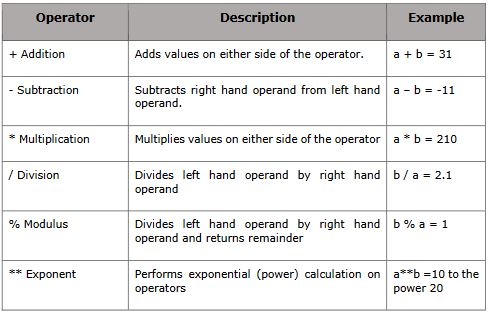 Operator Description Example
+ Addition Adds values on either side of the operator. a + b = 31
- Subtraction Subtracts right hand operand from left hand a – b = -11
operand.
* Multiplication Multiplies values on either side of the operator a * b = 210
/ Division Divides left hand operand by right hand b / a = 2.1
operand
% Modulus Divides left hand operand by right hand b % a = 1
operand and returns remainder
** Exponent Performs exponential (power) calculation on a**b =10 to the
operators power 20